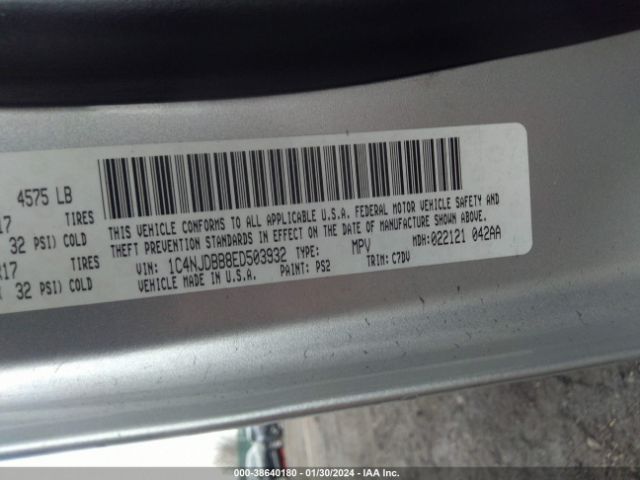 4575 LB
17 TIRES
32 PSI) COLD
R17 TIRES
( 32 PSI) COLD
THIS VEHICLE CONFORMS TO ALL APPLICABLE U.S.A. FEDERAL MOTOR VEHICLE SAFETY AND
THEFT PREVENTION STANDARDS IN EFFECT ON THE DATE OF MANUFACTURE SHOWN ABOVE.
VIN: 1C4NJDBB8ED503932 TYPE: MPV MDH: 022121 042AA
VEHICLE MADE IN U.S.A. PAINT: PS2 TRIM: C7DV
000-38640180 - 01/30/2024 - IAA Inc.